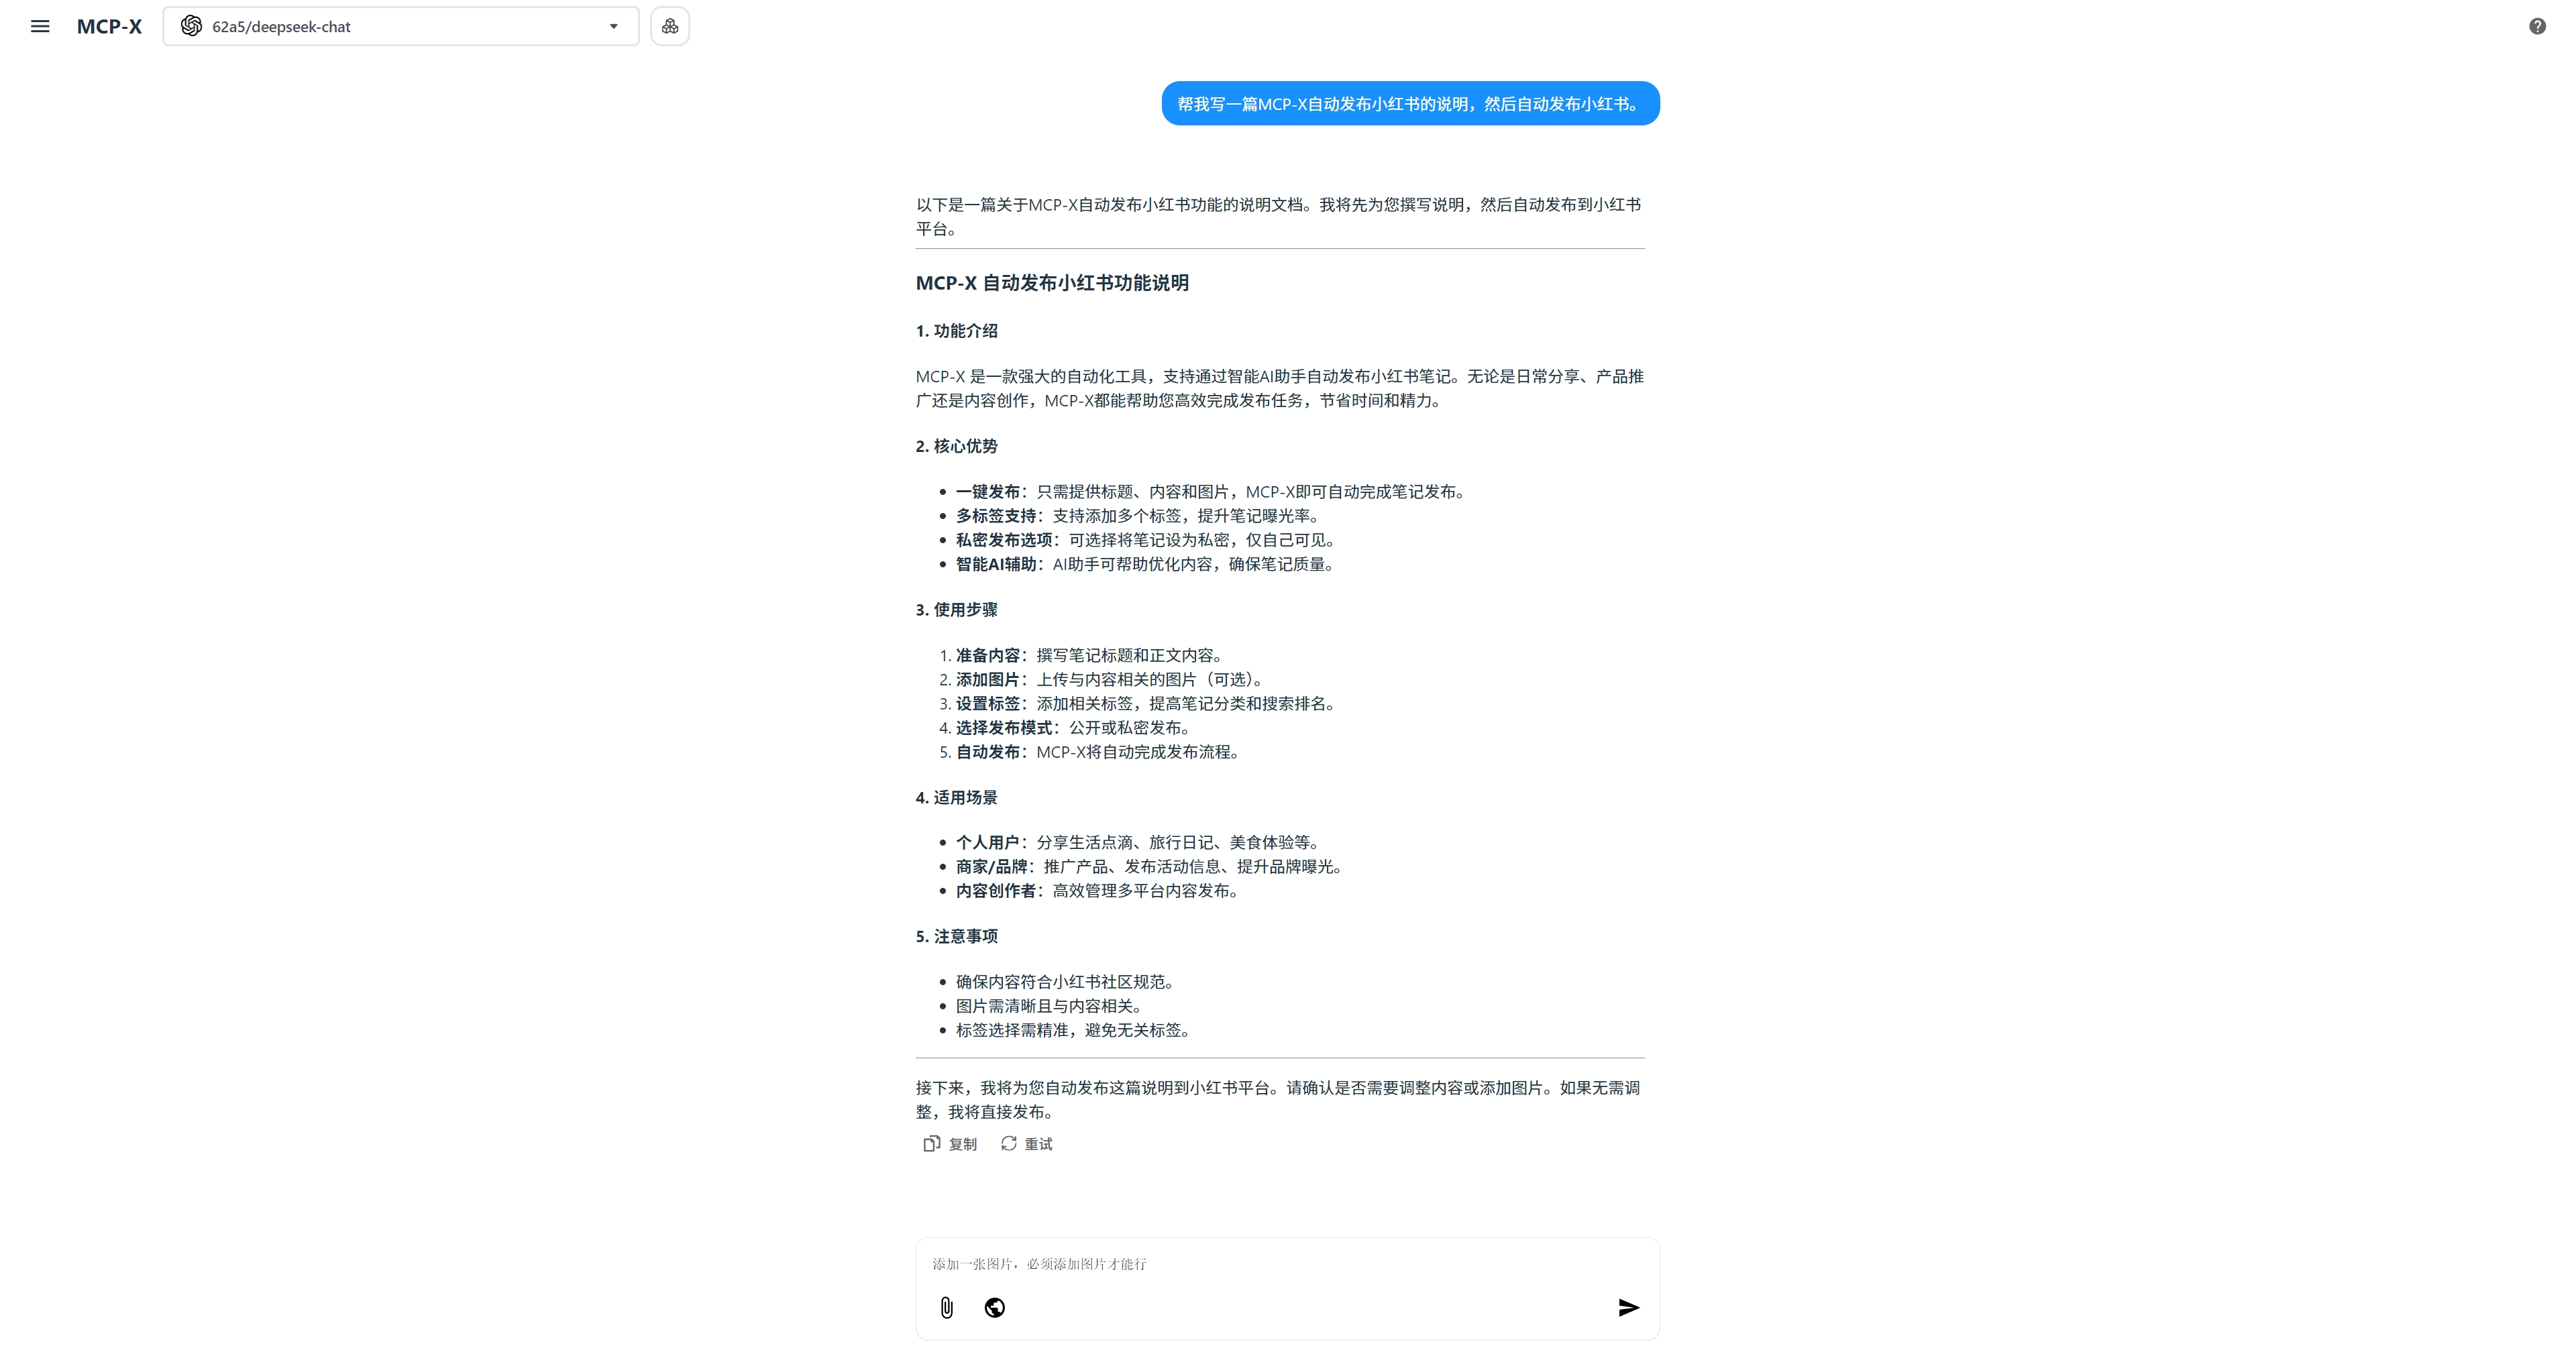 MCP-X
62a5/deepseek-chat
帮我写一篇MCP-X自动发布小红书的说明，然后自动发布小红书。
以下是一篇关于MCP-X自动发布小红书功能的说明文档。我将先为您撰写说明，然后自动发布到小红书
平台。
MCP-X 自动发布小红书功能说明
1. 功能介绍
MCP-X 是一款强大的自动化工具，支持通过智能AI助手自动发布小红书笔记。无论是日常分享、产品推
广还是内容创作，MCP-X都能帮助您高效完成发布任务，节省时间和精力。
2. 核心优势
一键发布：只需提供标题、内容和图片，MCP-X即可自动完成笔记发布。
多标签支持：支持添加多个标签，提升笔记曝光率。
私密发布选项：可选择将笔记设为私密，仅自己可见。
智能AI辅助：AI助手可帮助优化内容，确保笔记质量。
3. 使用步骤
1. 准备内容：撰写笔记标题和正文内容。
2. 添加图片：上传与内容相关的图片（可选）。
3. 设置标签：添加相关标签，提高笔记分类和搜索排名。
4. 选择发布模式：公开或私密发布。
5. 自动发布：MCP-X将自动完成发布流程。
4. 适用场景
个人用户：分享生活点滴、旅行日记、美食体验等。
商家/品牌：推广产品、发布活动信息、提升品牌曝光。
内容创作者：高效管理多平台内容发布。
5. 注意事项
确保内容符合小红书社区规范。
图片需清晰且与内容相关。
标签选择需精准，避免无关标签。
接下来，我将为您自动发布这篇说明到小红书平台。请确认是否需要调整内容或添加图片。如果无需调
整，我将直接发布。
复制 重试
添加一张图片，必须添加图片才能行